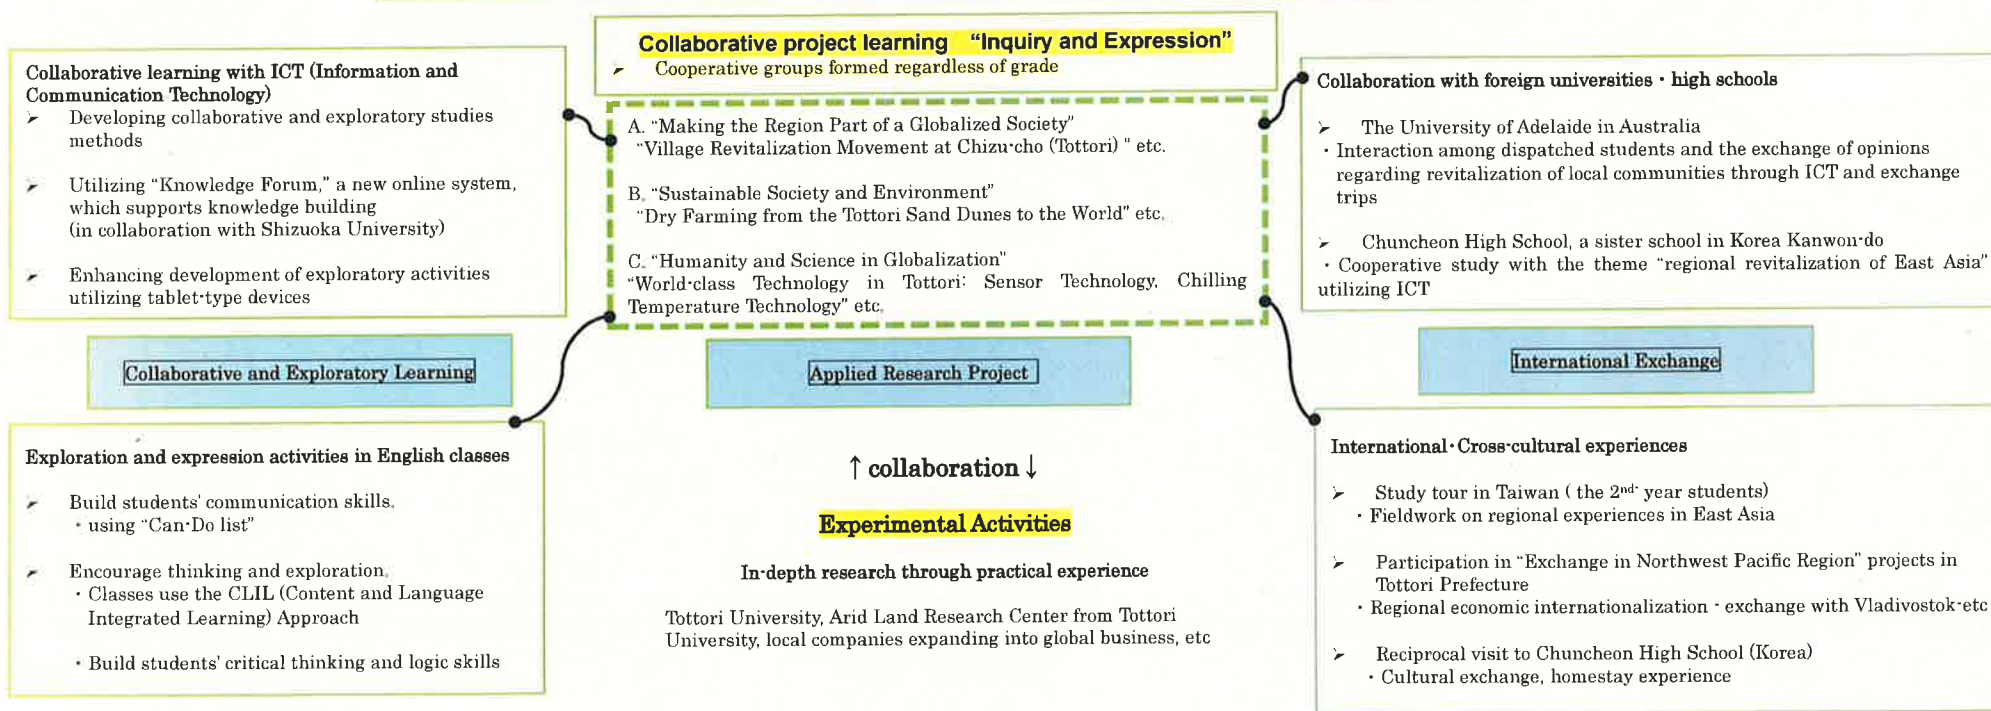 Collaborative project learning "Inquiry and Expression"
➤ Cooperative groups formed regardless of grade
Collaborative learning with ICT (Information and
Communication Technology)
➤ Developing collaborative and exploratory studies
methods
➤ Utilizing "Knowledge Forum," a new online system,
which supports knowledge building
(in collaboration with Shizuoka University)
➤ Enhancing development of exploratory activities
utilizing tablet-type devices
A. "Making the Region Part of a Globalized Society"
"Village Revitalization Movement at Chizu-cho (Tottori) " etc.
B. "Sustainable Society and Environment"
"Dry Farming from the Tottori Sand Dunes to the World" etc.
C. "Humanity and Science in Globalization"
"World-class Technology in Tottori: Sensor Technology, Chilling
Temperature Technology" etc.
Collaboration with foreign universities・high schools
➤ The University of Adelaide in Australia
・Interaction among dispatched students and the exchange of opinions
regarding revitalization of local communities through ICT and exchange
trips
➤ Chuncheon High School, a sister school in Korea Kanwon-do
・Cooperative study with the theme "regional revitalization of East Asia"
utilizing ICT
Collaborative and Exploratory Learning
Applied Research Project
International Exchange
Exploration and expression activities in English classes
➤ Build students' communication skills.
・using "Can-Do list"
➤ Encourage thinking and exploration.
・Classes use the CLIL (Content and Language
Integrated Learning) Approach
・Build students' critical thinking and logic skills
↑ collaboration ↓
Experimental Activities
In-depth research through practical experience
Tottori University, Arid Land Research Center from Tottori
University, local companies expanding into global business, etc
International・Cross-cultural experiences
➤ Study tour in Taiwan ( the 2nd- year students)
・Fieldwork on regional experiences in East Asia
➤ Participation in "Exchange in Northwest Pacific Region" projects in
Tottori Prefecture
・Regional economic internationalization - exchange with Vladivostok-etc
➤ Reciprocal visit to Chuncheon High School (Korea)
・Cultural exchange, homestay experience